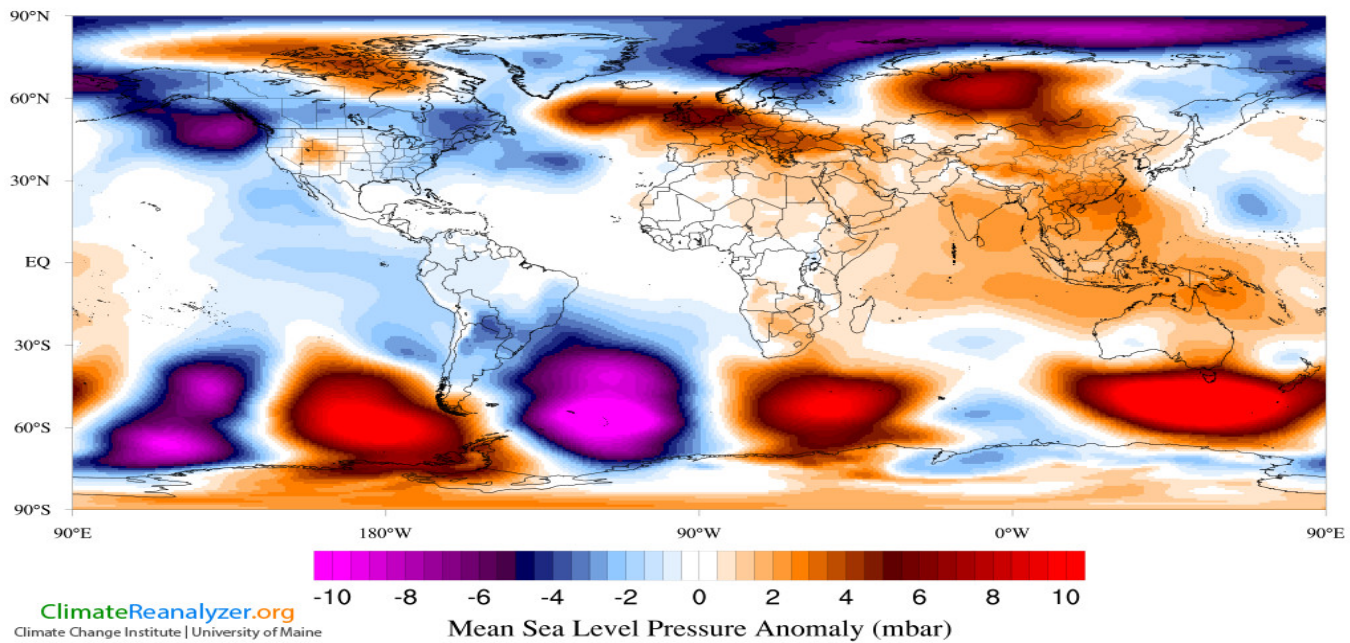 90°N
60°N
30°N
EQ
30°S
60°S
90°S
90°E 180°W 90°W 0°W 90°E
-10 -8 -6 -4 -2 0 2 4 6 8 10
Mean Sea Level Pressure Anomaly (mbar)
ClimateReanalyzer.org
Climate Change Institute | University of Maine